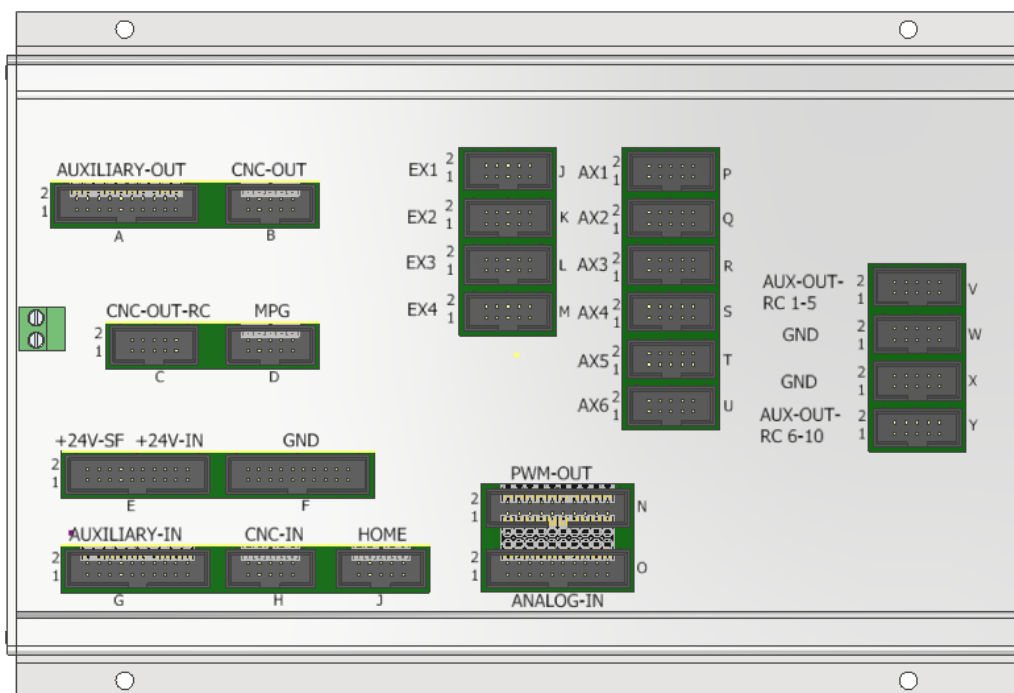 AUXILIARY-OUT CNC-OUT
2
1
A B
CNC-OUT-RC MPG
2
1
C D
+24V-SF +24V-IN GND
2
1
E F
AUXILIARY-IN CNC-IN HOME
2
1
G H J
EX1 2 1 J
EX2 2 1 K
EX3 2 1 L
EX4 2 1 M
AX1 2 1 P
AX2 2 1 Q
AX3 2 1 R
AX4 2 1 S
AX5 2 1 T
AX6 2 1 U
PWM-OUT
2 1 N
2 1 O
ANALOG-IN
AUX-OUT-
RC 1-5
2 1 V
GND 2 1 W
GND 2 1 X
AUX-OUT-
RC 6-10
2 1 Y